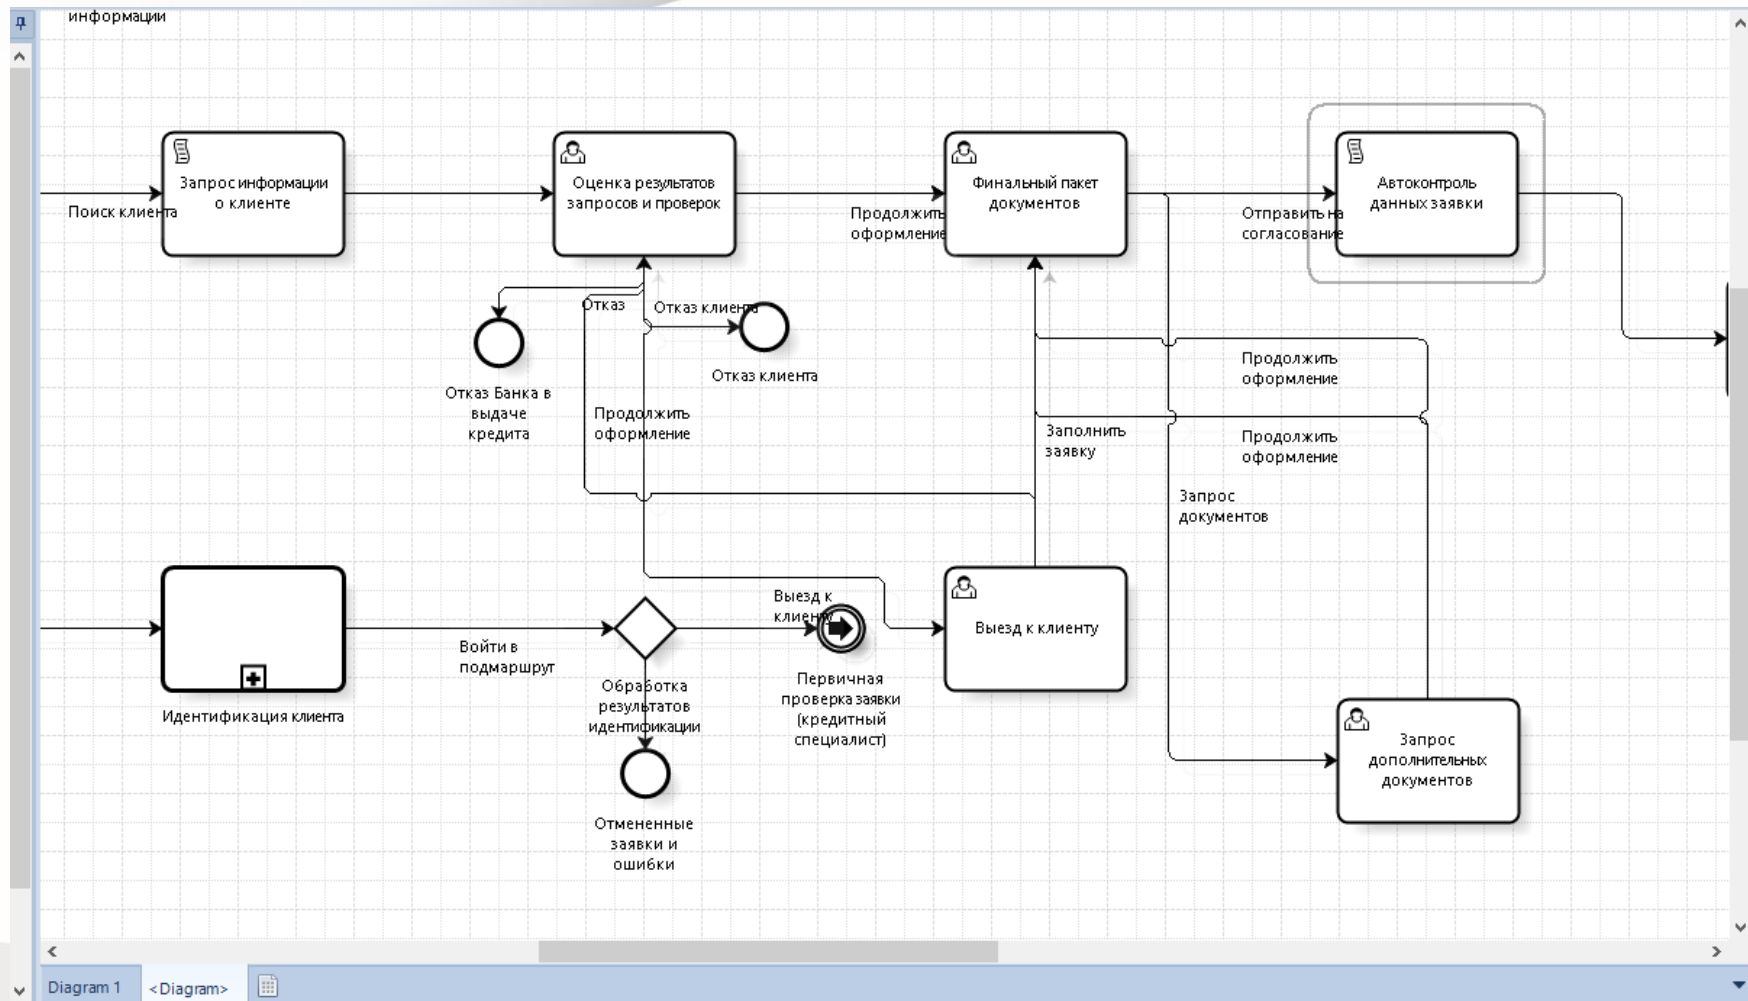 информации
Запрос информации
о клиенте
Поиск клиента
Оценка результатов
запросов и проверок
Продолжить
оформление
Финальный пакет
документов
Отправить на
согласование
Автоконтроль
данных заявки
Отказ
Отказ клиента
Отказ клиента
Отказ Банка в
выдаче
кредита
Продолжить
оформление
Продолжить
оформление
Заполнить
заявку
Продолжить
оформление
Запрос
документов
Идентификация клиента
Войти в
подмаршрут
Обработка
результатов
идентификации
Выезд к
клиенту
Первичная
проверка заявки
(кредитный
специалист)
Выезд к клиенту
Запрос
дополнительных
документов
Отмененные
заявки и
ошибки
Diagram 1
<Diagram>